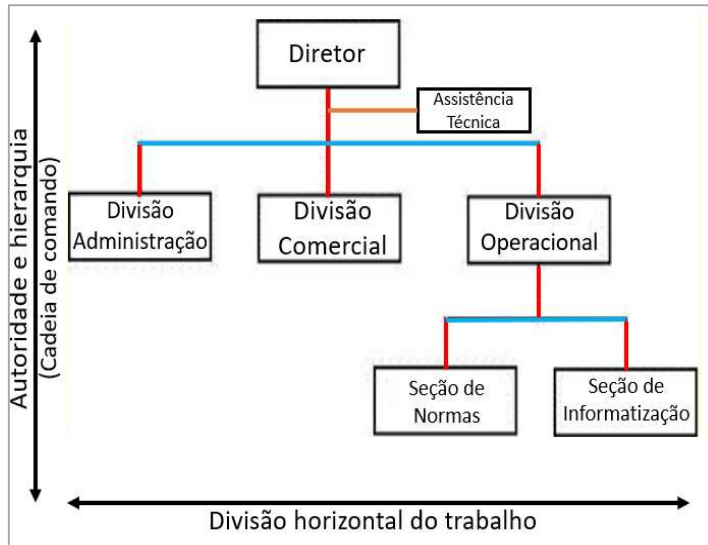 Diretor
Assistência
Técnica
Divisão
Administração
Divisão
Comercial
Divisão
Operacional
Seção de
Normas
Seção de
Informatização
Autoridade e hierarquia
(Cadeia de comando)
Divisão horizontal do trabalho